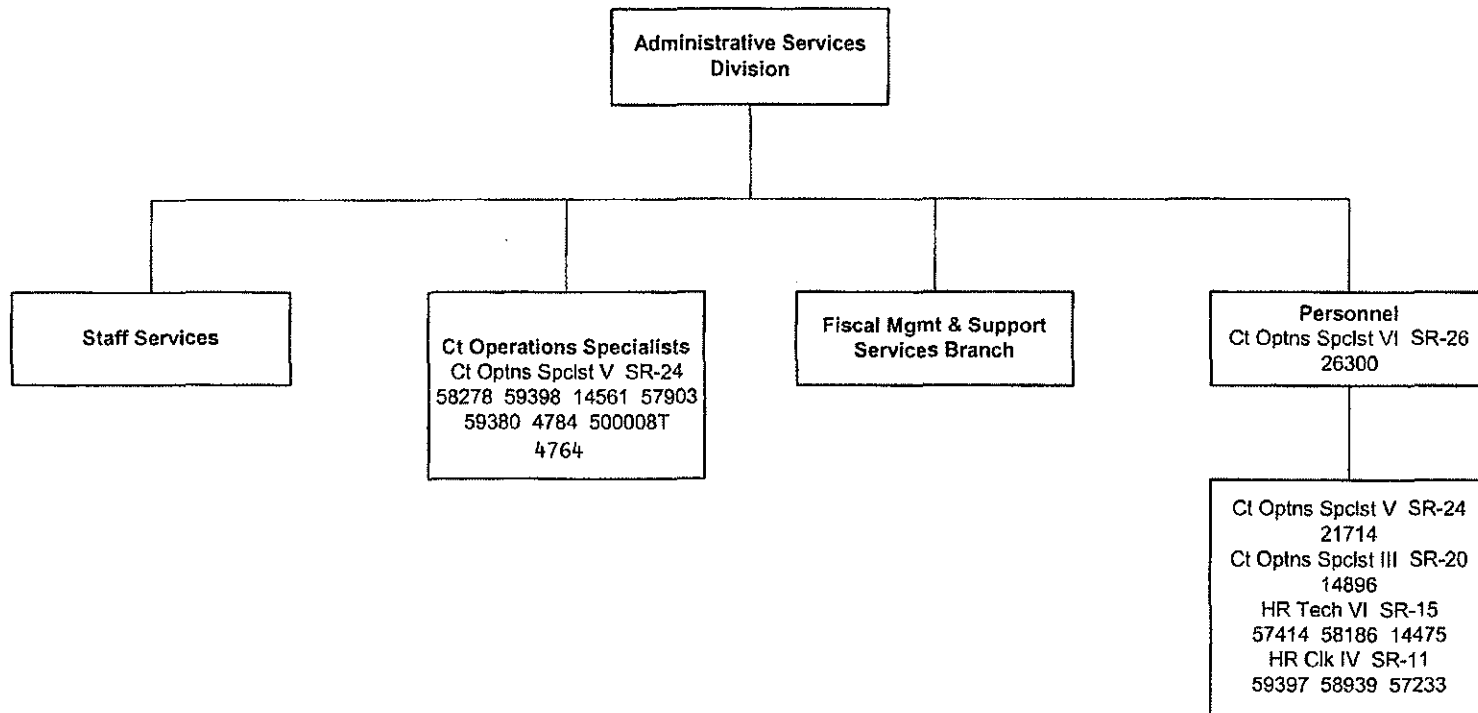 Administrative Services
Division
Staff Services
Ct Operations Specialists
Ct Optns Spclst V SR-24
58278 59398 14561 57903
59380 4784 500008T
4764
Fiscal Mgmt & Support
Services Branch
Personnel
Ct Optns Spclst VI SR-26
26300
Ct Optns Spclst V SR-24
21714
Ct Optns Spclst III SR-20
14896
HR Tech VI SR-15
57414 58186 14475
HR Clk IV SR-11
59397 58939 57233